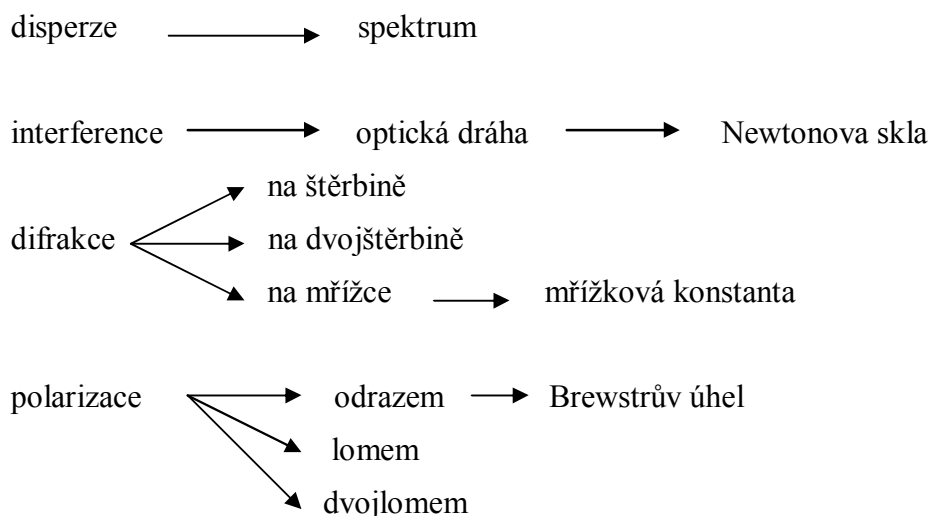 disperze spektrum
interference optická dráha Newtonova skla
na štěrbině
difrakce na dvojštěrbině
na mřížce mřížková konstanta
polarizace odrazem Brewstrův úhel
lomem
dvojlomem